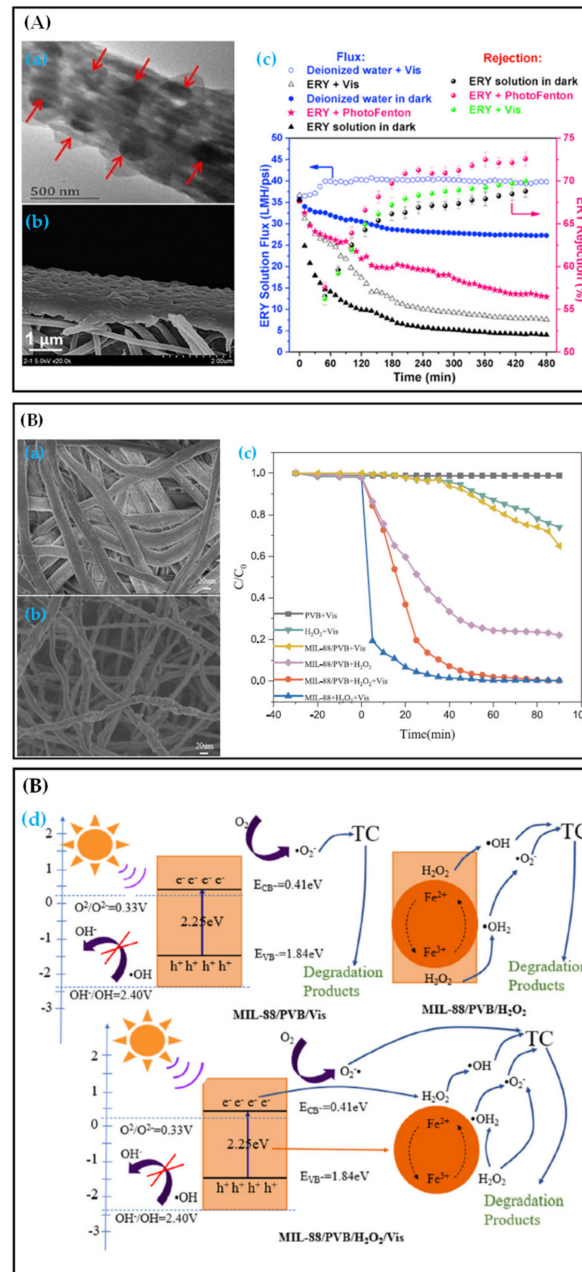 (A)
(a)
500 nm
(b)
1 μm
2-1 5.0kV x20.0k
2.00um
(c)
Flux:
Deionized water + Vis
ERY + Vis
Deionized water in dark
ERY + PhotoFenton
ERY solution in dark
Rejection:
ERY solution in dark
ERY + PhotoFenton
ERY + Vis
ERY Solution Flux (LMH/psi)
50
45
40
35
30
25
20
15
10
5
0
ERY Rejection (%)
75
70
65
60
55
50
0 60 120 180 240 300 360 420 480
Time (min)
(B)
(a)
20um
(b)
20um
(c)
C/C0
1,0
0,8
0,6
0,4
0,2
0,0
PVB+Vis
H2O2+Vis
MIL-88/PVB+Vis
MIL-88/PVB+H2O2
MIL-88/PVB+H2O2+Vis
MIL-88+H2O2+Vis
-40 -20 0 20 40 60 80 100
Time(min)
(B)
(d)
2
1
0
-1
-2
-3
O²/O²⁻=0.33V
OH⁻
•OH
OH⁻/OH=2.40V
e⁻ e⁻ e⁻ e⁻
2.25eV
h⁺ h⁺ h⁺ h⁺
O2
•O2⁻
TC
ECB=0.41eV
EVB=1.84eV
Degradation
Products
MIL-88/PVB/Vis
H2O2
Fe²⁺
Fe³⁺
H2O2
•OH
•O2⁻
•OH2
TC
Degradation
Products
MIL-88/PVB/H2O2
2
1
0
-1
-2
-3
O²/O²⁻=0.33V
OH⁻
•OH
OH⁻/OH=2.40V
e⁻ e⁻ e⁻ e⁻
2.25eV
h⁺ h⁺ h⁺ h⁺
O2
O2⁻•
ECB=0.41eV
EVB=1.84eV
H2O2
•OH
•O2⁻
•OH2
Fe²⁺
Fe³⁺
H2O2
TC
Degradation
Products
MIL-88/PVB/H2O2/Vis